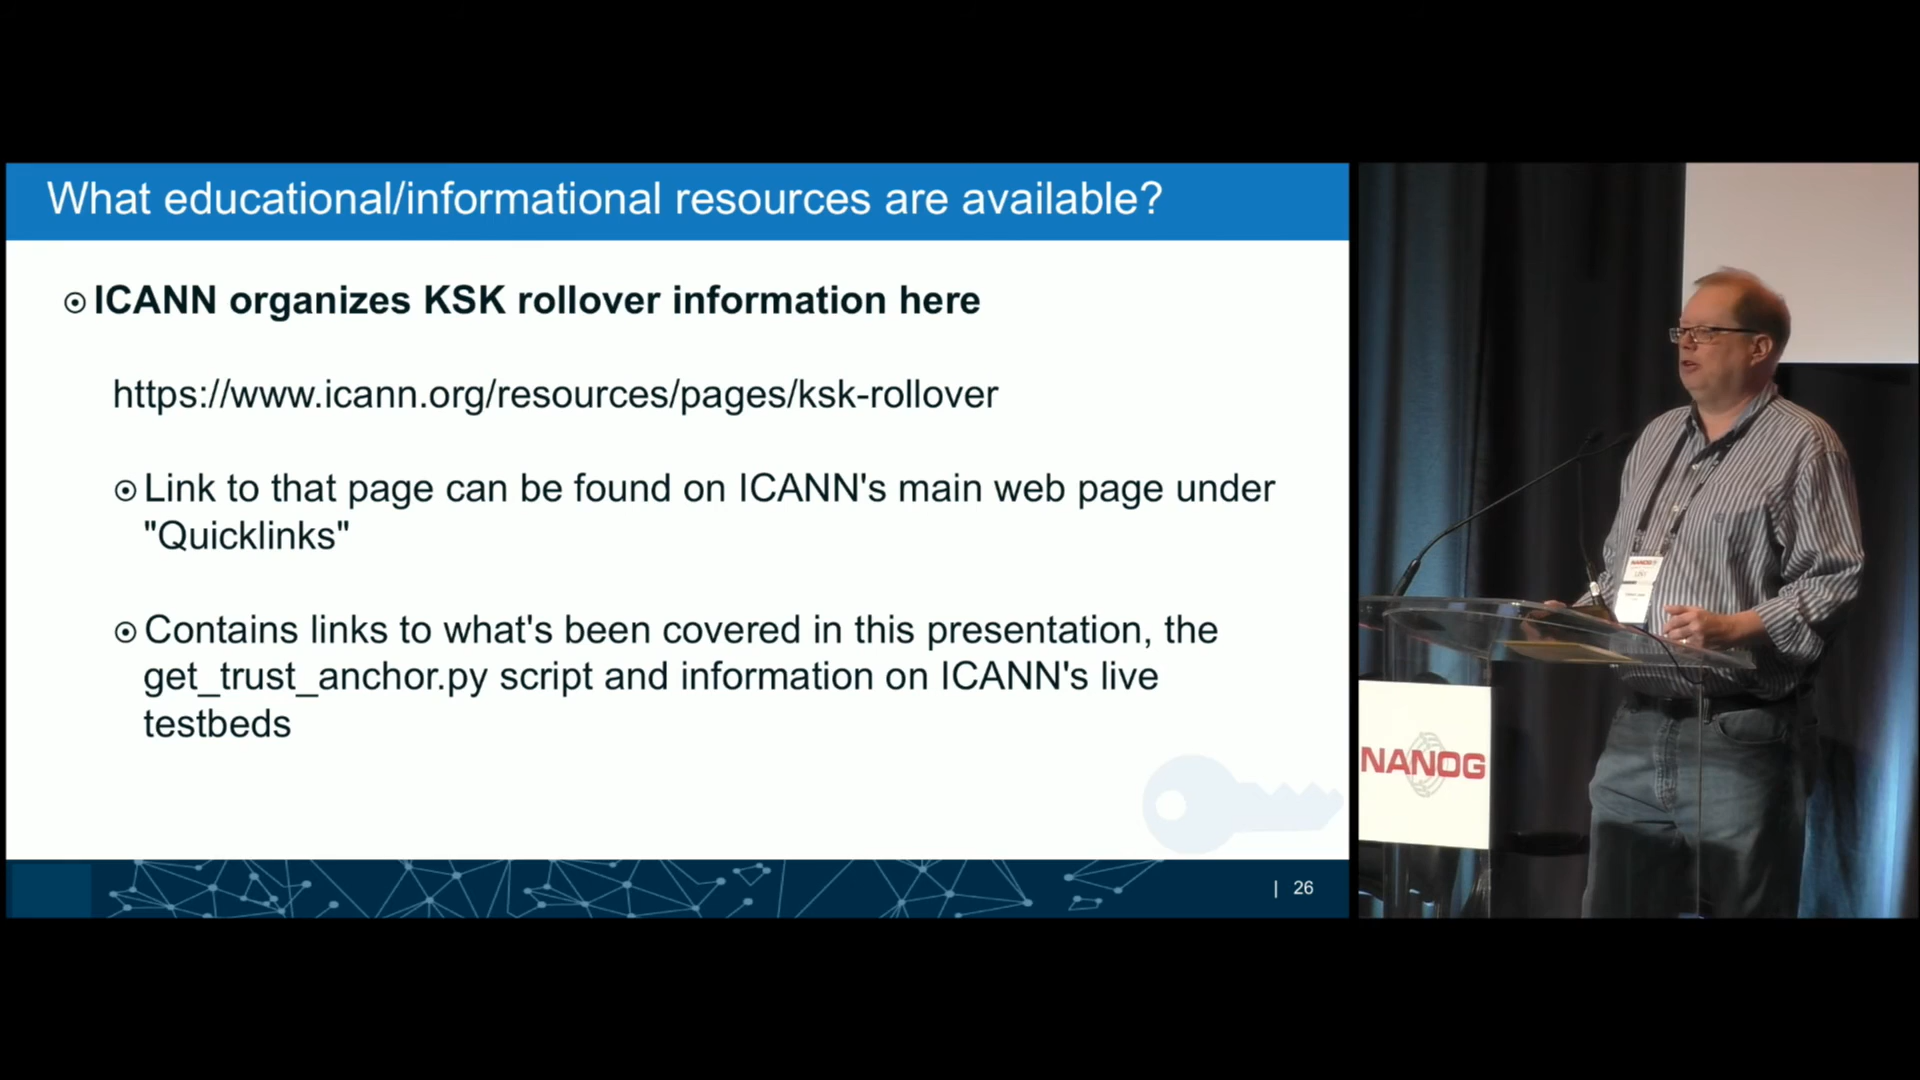 What educational/informational resources are available?
ICANN organizes KSK rollover information here
https://www.icann.org/resources/pages/ksk-rollover
Link to that page can be found on ICANN's main web page under
"Quicklinks"
Contains links to what's been covered in this presentation, the
get_trust_anchor.py script and information on ICANN's live
testbeds
| 26
NANOG
NANOG